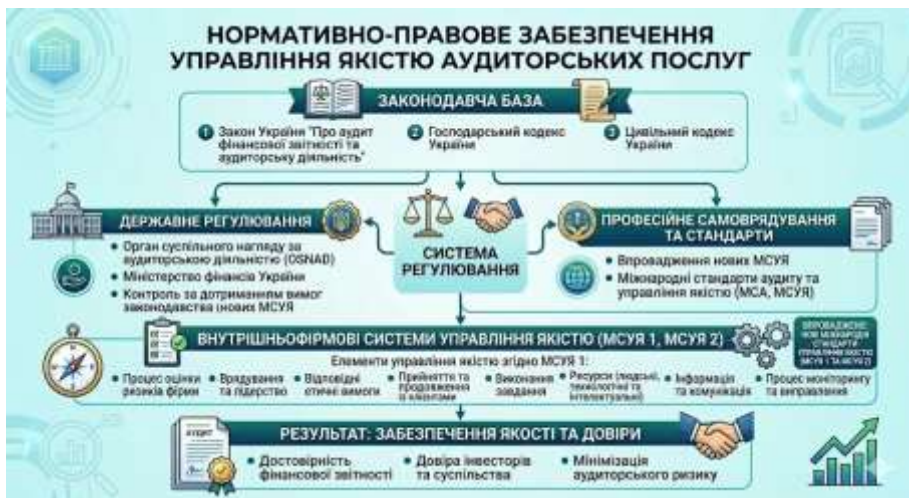 НОРМАТИВНО-ПРАВОВЕ ЗАБЕЗПЕЧЕННЯ
УПРАВЛІННЯ ЯКІСТЮ АУДИТОРСЬКИХ ПОСЛУГ
ЗАКОНОДАВЧА БАЗА
1 Закон України "Про аудит
фінансової звітності та
аудиторську діяльність"
2 Господарський кодекс
України
3 Цивільний кодекс
України
ДЕРЖАВНЕ РЕГУЛЮВАННЯ
• Орган суспільного нагляду за
аудиторською діяльністю (OSNAD)
• Міністерство фінансів України
• Контроль за дотриманням вимог
законодавства інових МСУЯ
СИСТЕМА
РЕГУЛЮВАННЯ
ПРОФЕСІЙНЕ САМОВРЯДУВАННЯ
ТА СТАНДАРТИ
• Впровадження нових МСУЯ
• Міжнародні стандарти аудиту та
управління якістю (МСА, МСУЯ)
ВНУТРІШНЬОФІРМОВІ СИСТЕМИ УПРАВЛІННЯ ЯКІСТЮ (МСУЯ 1, МСУЯ 2)
Елементи управління якістю згідно МСУЯ 1:
• Процес оцінки
ризиків фірми
• Врядування
та лідерство
• Відповідні
етичні вимоги
• Прийняття та
продовження
із клієнтами
• Виконання
завдання
• Ресурси (людські,
технологічні та
інтелектуальні)
• Інформація
та комунікація
• Процес моніторингу
та виправлення
РЕЗУЛЬТАТ: ЗАБЕЗПЕЧЕННЯ ЯКОСТІ ТА ДОВІРИ
АУДИТ
• Достовірність
фінансової звітності
• Довіра інвесторів
та суспільства
• Мінімізація
аудиторського ризику